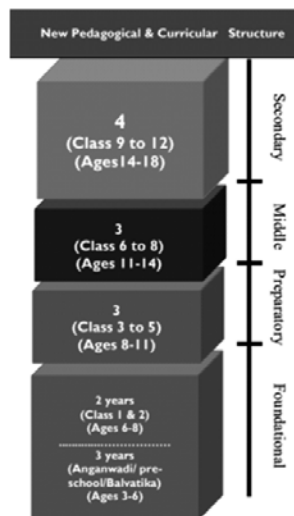 New Pedagogical & Curricular Structure
4
(Class 9 to 12)
(Ages14-18)
Secondary
3
(Class 6 to 8)
(Ages 11-14)
Middle
3
(Class 3 to 5)
(Ages 8-11)
Preparatory
2 years
(Class 1 & 2)
(Ages 6-8)
3 years
(Anganwadi/ pre-
school/Balvatika)
(Ages 3-6)
Foundational